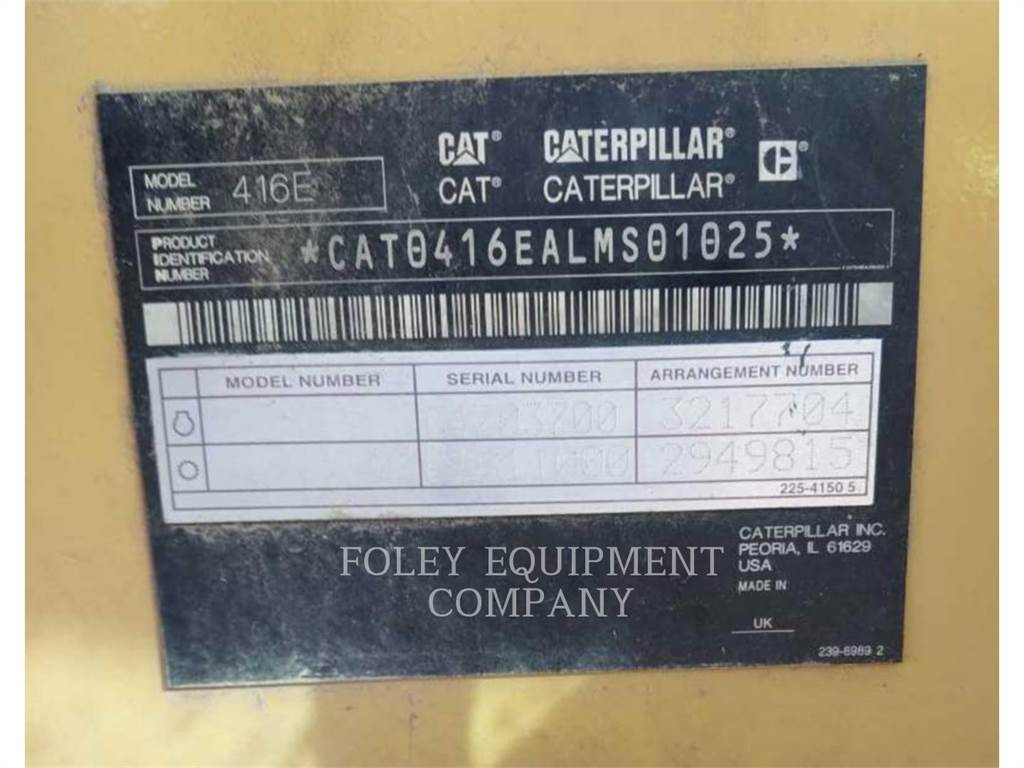 CAT® CATERPILLAR®
CAT® CATERPILLAR®
MODEL NUMBER 416E
PRODUCT IDENTIFICATION NUMBER *CAT0416EALMS01025*
MODEL NUMBER SERIAL NUMBER ARRANGEMENT NUMBER
3217704
2949815
225-4150 5
CATERPILLAR INC.
PEORIA, IL 61629
USA
MADE IN
UK
239-6989 2
FOLEY EQUIPMENT
COMPANY